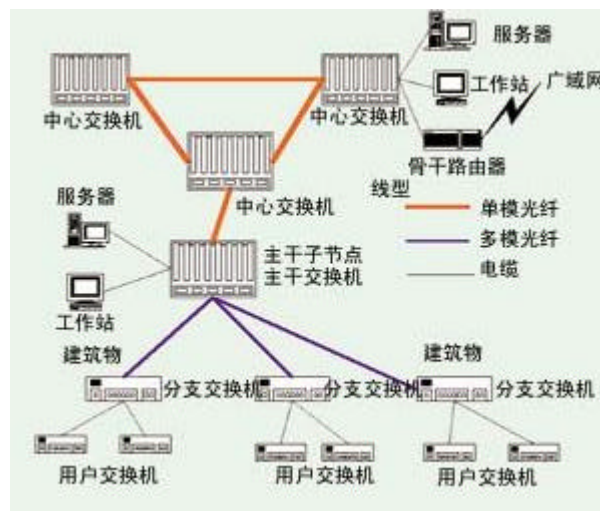 服务器
工作站
广域网
中心交换机
中心交换机
骨干路由器
中心交换机
线型
单模光纤
多模光纤
电缆
服务器
主干子节点
主干交换机
工作站
建筑物
建筑物
分支交换机
分支交换机
分支交换机
用户交换机
用户交换机
用户交换机